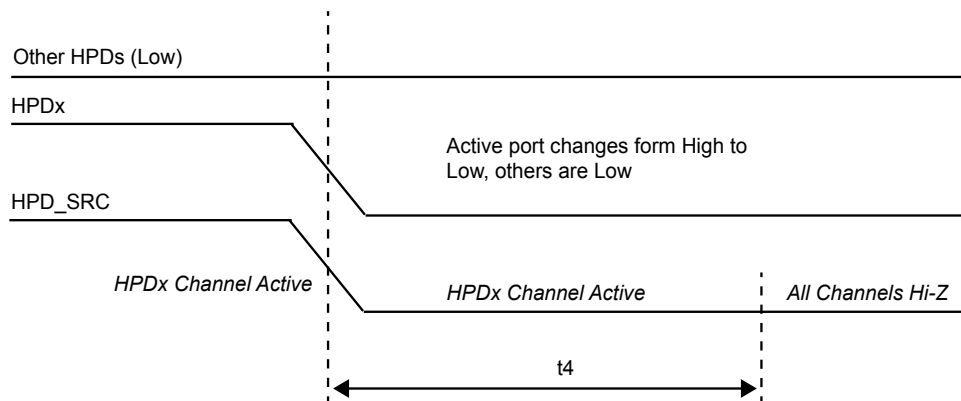 Other HPDs (Low)
HPDx
Active port changes form High to
Low, others are Low
HPD_SRC
HPDx Channel Active
HPDx Channel Active
All Channels Hi-Z
t4